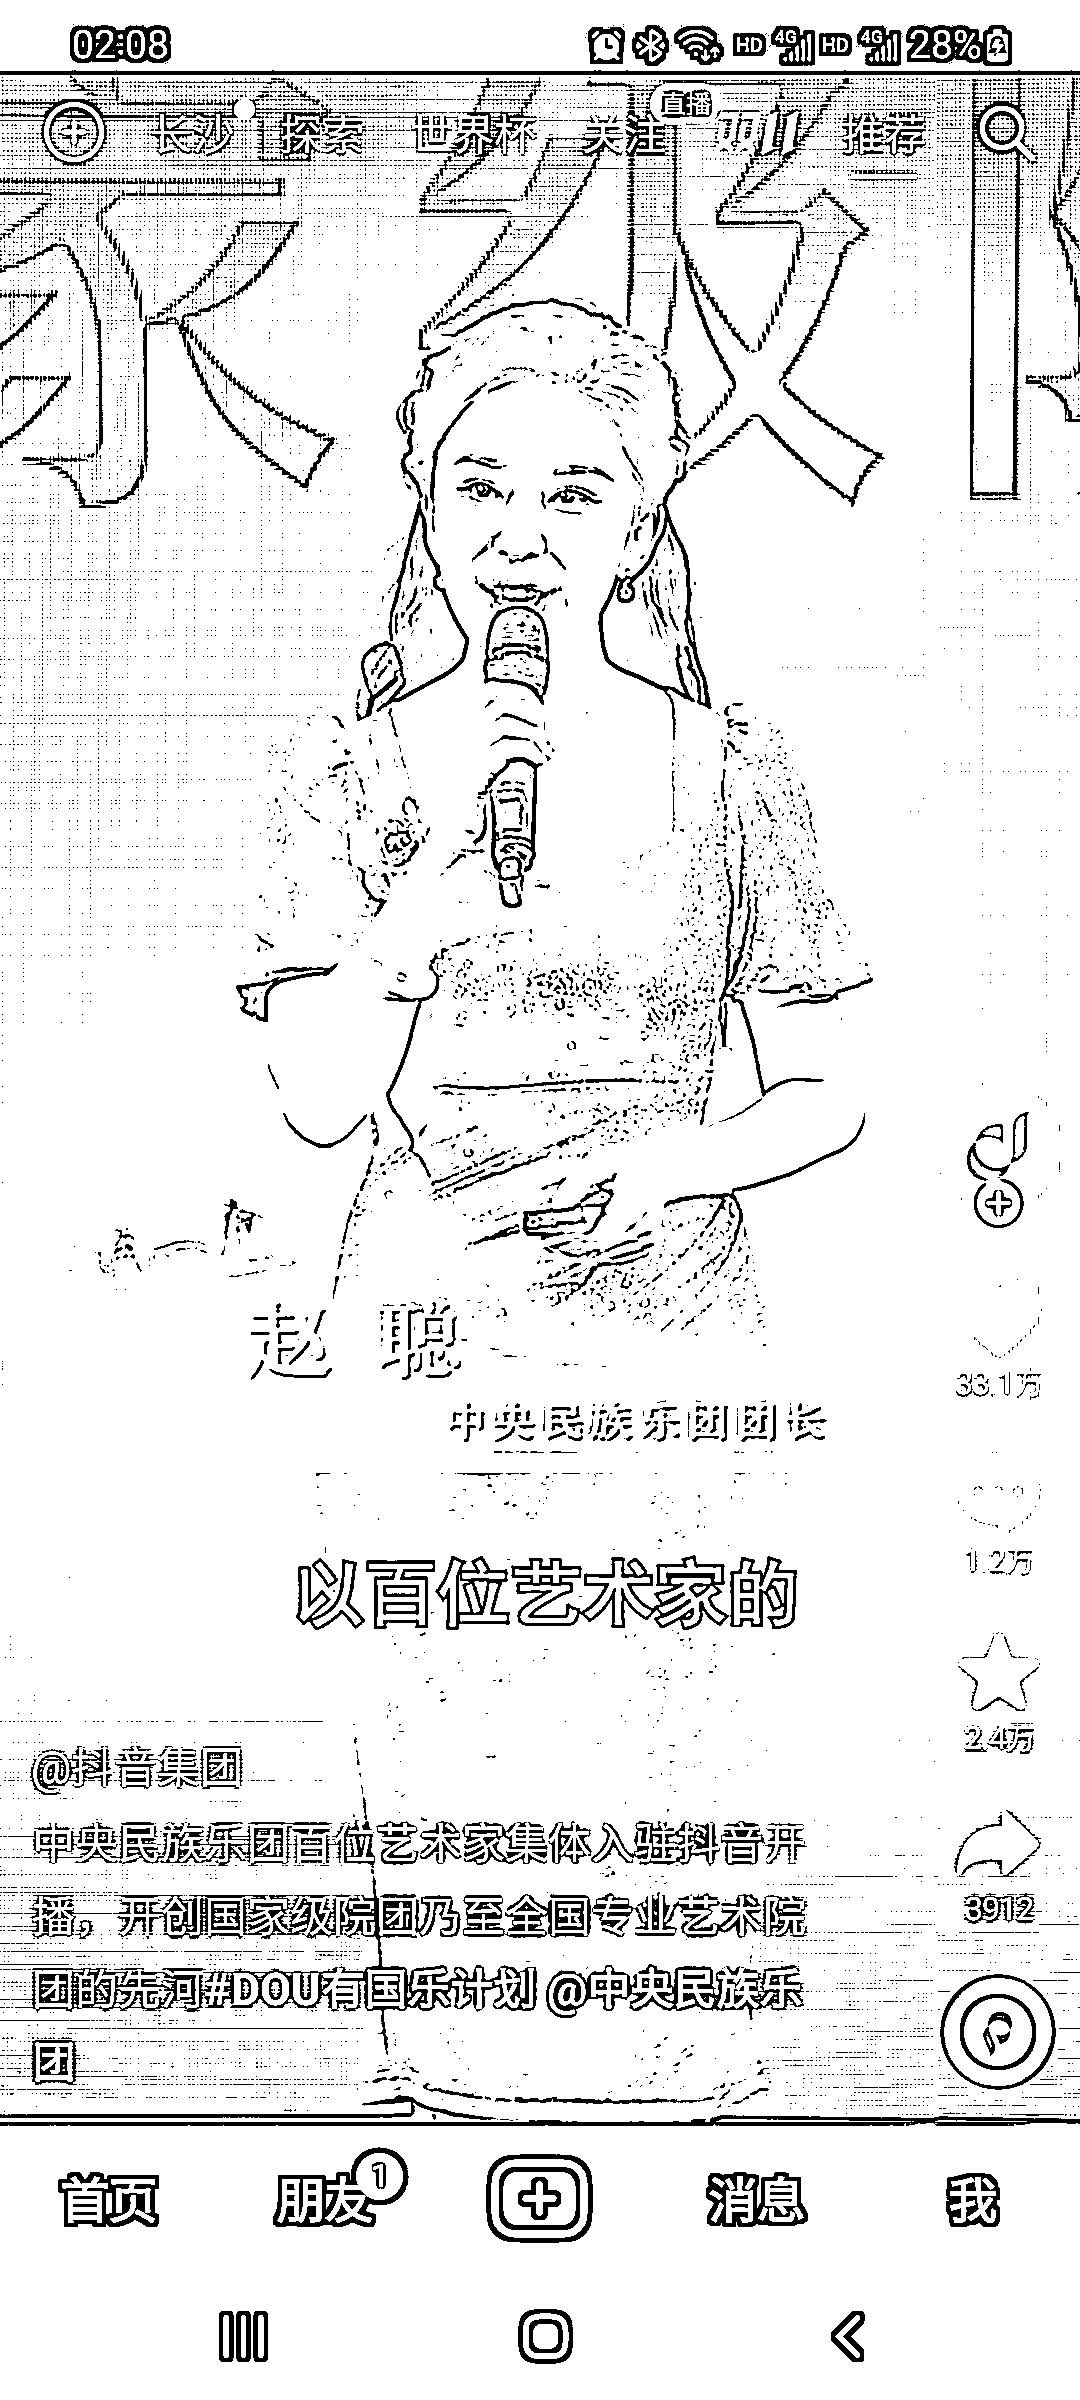 02:08 HD 4G HD 4G 28%
直播
长沙 探索 世界杯 关注 推荐
赵 聪
33.1万
中央民族乐团团长
1.2万
以百位艺术家的
2.4万
@抖音集团
中央民族乐团百位艺术家集体入驻抖音开
播，开创国家级院团乃至全国专业艺术院
3912
团的先河#DOU有国乐计划 @中央民族乐
团
首页 朋友 1 消息 我